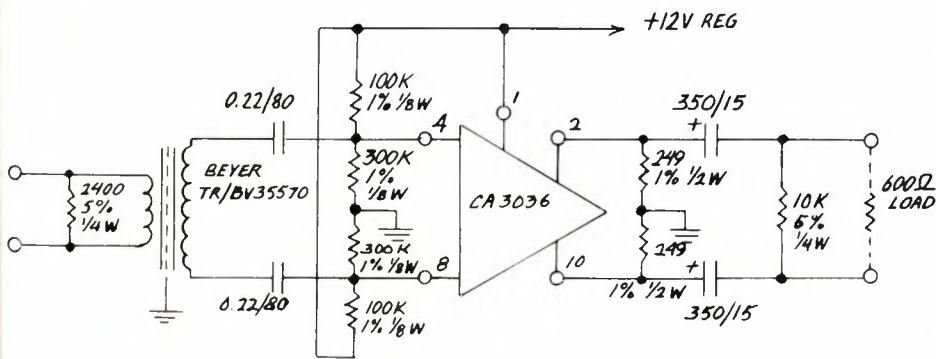 +12V REG
100K
1% 1/8W
0.22/80
BEYER
TR/BV35570
2400
5%
1/4W
4
300K
1%
1/8W
300K
1% 1/8W
8
0.22/80
100K
1% 1/8W
1
CA3036
2
10
350/15
+
249
1% 1/2W
249
1% 1/2W
+
350/15
10K
5%
1/4W
600Ω
LOAD